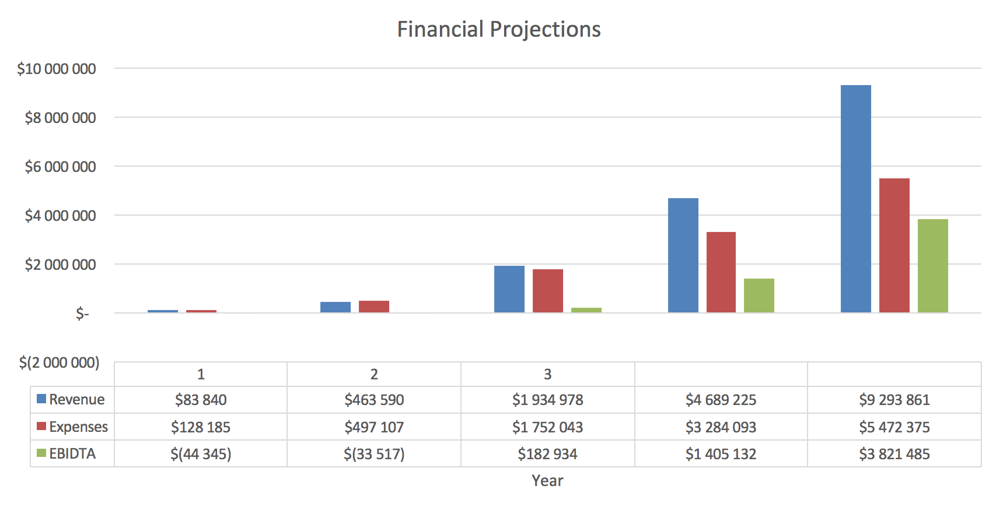 Financial Projections
$10 000 000
$8 000 000
$6 000 000
$4 000 000
$2 000 000
$-
$(2 000 000)
1 2 3
Revenue $83 840 $463 590 $1 934 978 $4 689 225 $9 293 861
Expenses $128 185 $497 107 $1 752 043 $3 284 093 $5 472 375
EBIDTA $(44 345) $(33 517) $182 934 $1 405 132 $3 821 485
Year